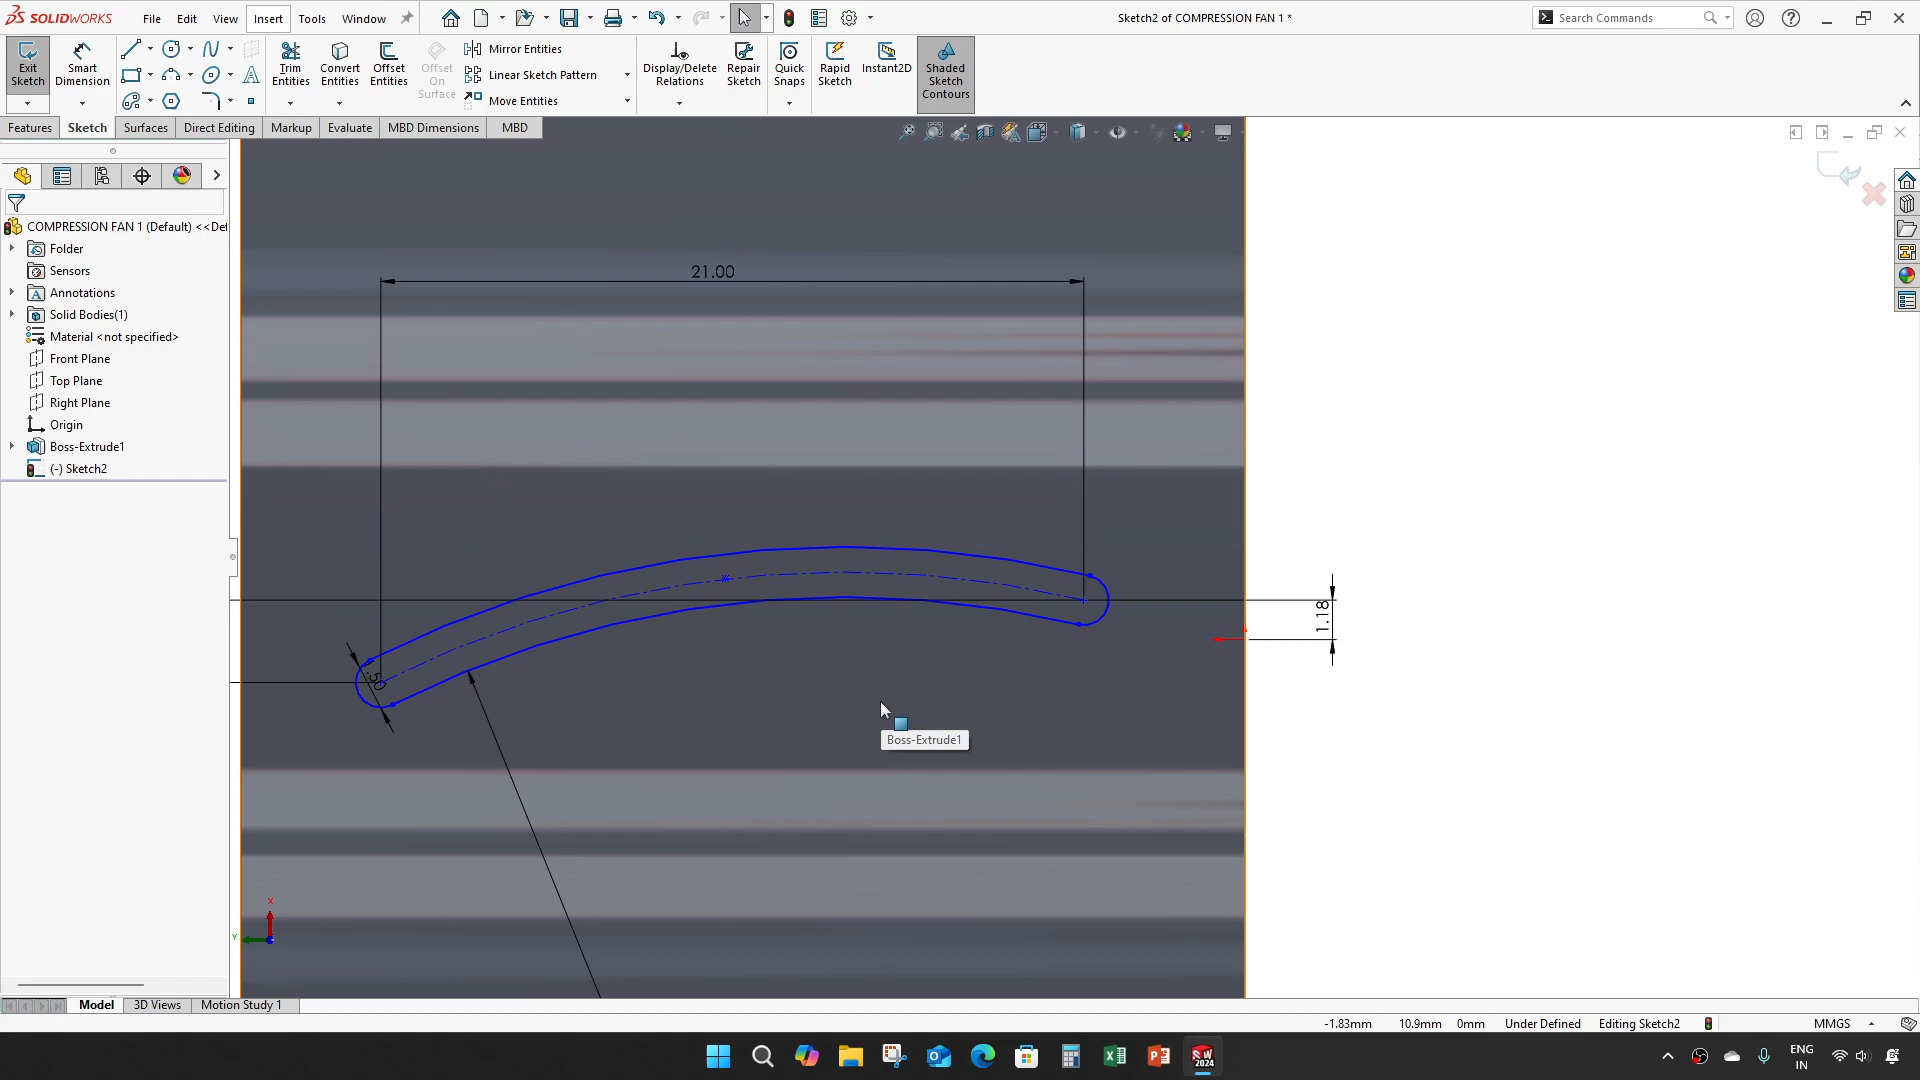 SOLIDWORKS
File
Edit
View
Insert
Tools
Window
Sketch2 of COMPRESSION FAN 1 *
Search Commands
Exit
Sketch
Smart
Dimension
Trim
Entities
Convert
Entities
Offset
Entities
Offset
On
Surface
Mirror Entities
Linear Sketch Pattern
Move Entities
Display/Delete
Relations
Repair
Sketch
Quick
Snaps
Rapid
Sketch
Instant2D
Shaded
Sketch
Contours
Features
Sketch
Surfaces
Direct Editing
Markup
Evaluate
MBD Dimensions
MBD
COMPRESSION FAN 1 (Default) <<Def
Folder
Sensors
Annotations
Solid Bodies(1)
Material <not specified>
Front Plane
Top Plane
Right Plane
Origin
Boss-Extrude1
(-) Sketch2
21.00
1.18
Boss-Extrude1
X
Y
Model
3D Views
Motion Study 1
-1.83mm
10.9mm
0mm
Under Defined
Editing Sketch2
MMGS
SW
2024
ENG
IN